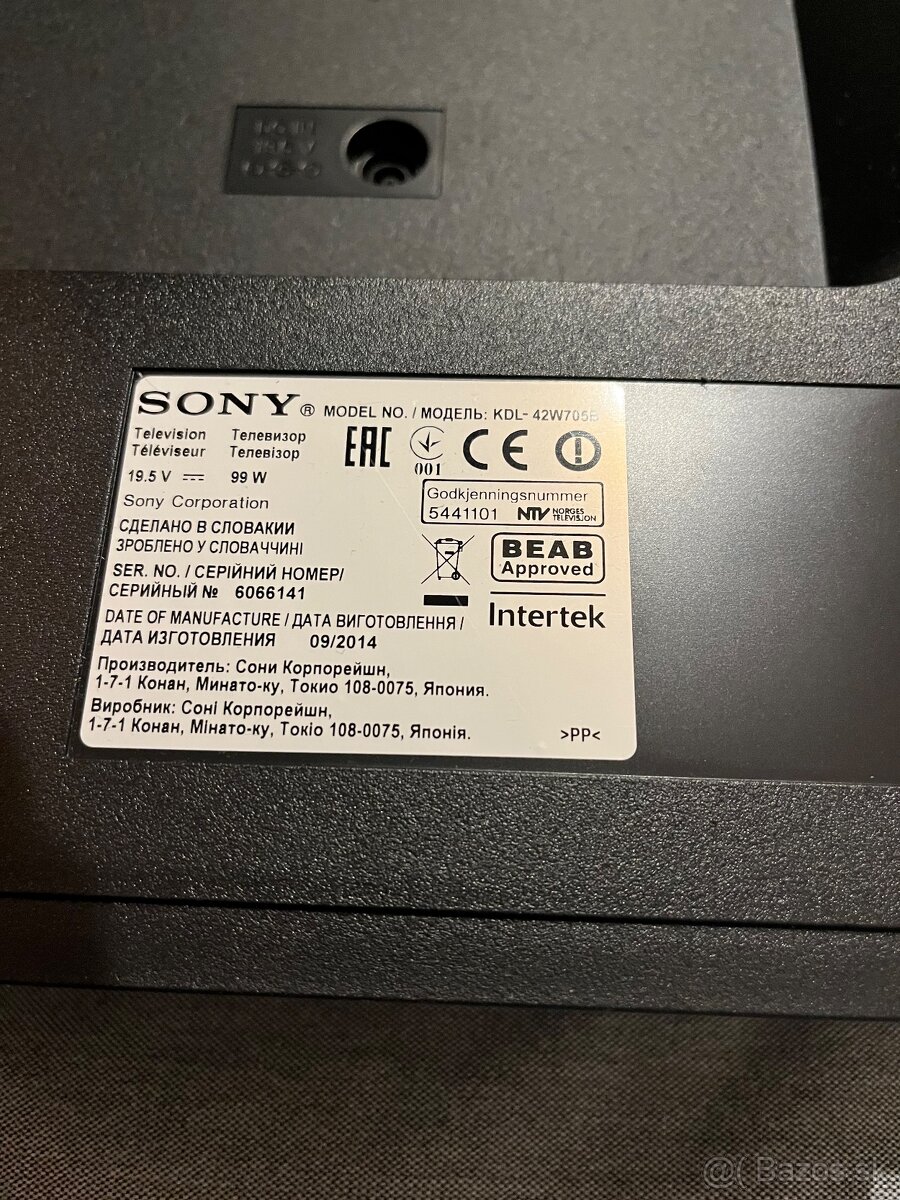 SONY® MODEL NO. / МОДЕЛЬ: KDL- 42W705B
Television Телевизор
Téléviseur Телевізор
EAC 001 CE
19.5 V 99 W
Sony Corporation
Godkjenningsnummer
5441101 NTV NORGES TELEVISJON
СДЕЛАНО В СЛОВАКИИ
ЗРОБЛЕНО У СЛОВАЧЧИНІ
BEAB
Approved
SER. NO. / СЕРІЙНИЙ НОМЕР/
СЕРИЙНЫЙ № 6066141
Intertek
DATE OF MANUFACTURE / ДАТА ВИГОТОВЛЕННЯ /
ДАТА ИЗГОТОВЛЕНИЯ 09/2014
Производитель: Сони Корпорейшн,
1-7-1 Конан, Минато-ку, Токио 108-0075, Япония.
Виробник: Соні Корпорейшн,
1-7-1 Конан, Мінато-ку, Токіо 108-0075, Японія.
>PP<
Bazos.sk